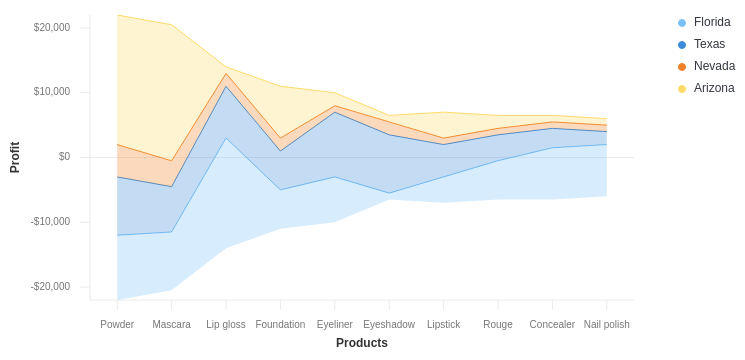 Florida
Texas
Nevada
Arizona
Profit
$20,000
$10,000
$0
-$10,000
-$20,000
Powder Mascara Lip gloss Foundation Eyeliner Eyeshadow Lipstick Rouge Concealer Nail polish
Products